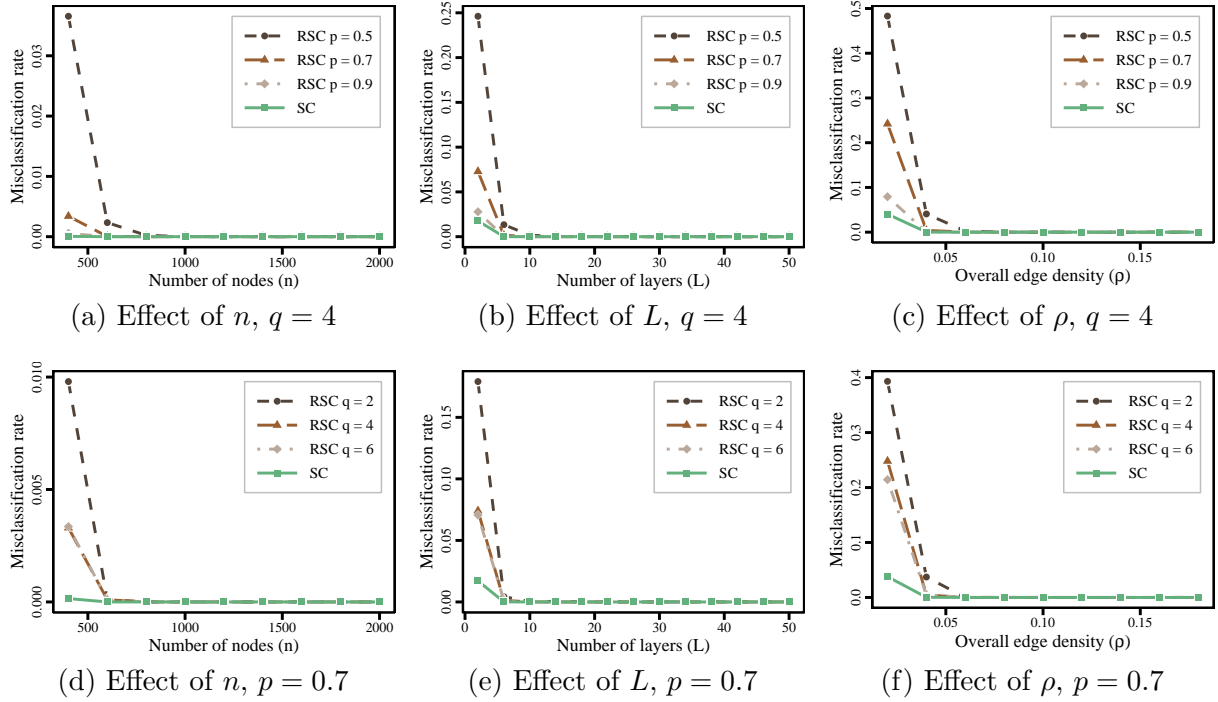 Misclassification rate
0.00
0.01
0.02
0.03
500
1000
1500
2000
Number of nodes (n)
RSC p = 0.5
RSC p = 0.7
RSC p = 0.9
SC
(a) Effect of n, q = 4
Misclassification rate
0.00
0.05
0.10
0.15
0.20
0.25
0
10
20
30
40
50
Number of layers (L)
RSC p = 0.5
RSC p = 0.7
RSC p = 0.9
SC
(b) Effect of L, q = 4
Misclassification rate
0.0
0.1
0.2
0.3
0.4
0.5
0.05
0.10
0.15
Overall edge density (ρ)
RSC p = 0.5
RSC p = 0.7
RSC p = 0.9
SC
(c) Effect of ρ, q = 4
Misclassification rate
0.0000
0.005
0.010
500
1000
1500
2000
Number of nodes (n)
RSC q = 2
RSC q = 4
RSC q = 6
SC
(d) Effect of n, p = 0.7
Misclassification rate
0.00
0.05
0.10
0.15
0
10
20
30
40
50
Number of layers (L)
RSC q = 2
RSC q = 4
RSC q = 6
SC
(e) Effect of L, p = 0.7
Misclassification rate
0.0
0.1
0.2
0.3
0.4
0.05
0.10
0.15
Overall edge density (ρ)
RSC q = 2
RSC q = 4
RSC q = 6
SC
(f) Effect of ρ, p = 0.7